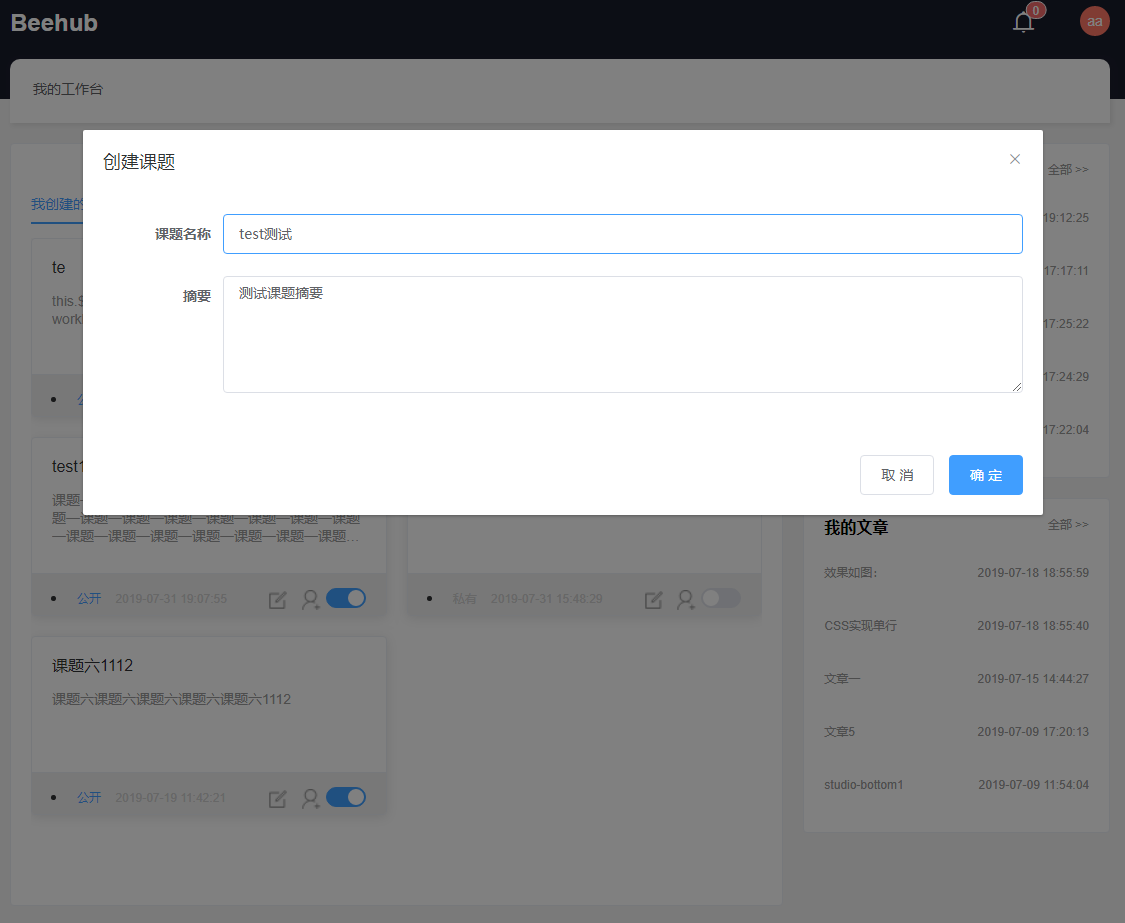 Beehub
0
aa
我的工作台
创建课题
课题名称
test测试
摘要
测试课题摘要
取 消
确 定
全部 >>
我创建的
19:12:25
17:17:11
17:25:22
17:24:29
17:22:04
te
this.$
work
test1
题一课题一课题一课题一课题一课题一课题一课题
一课题一课题一课题一课题一课题一课题一课题…
公开
2019-07-31 19:07:55
私有
2019-07-31 15:48:29
课题六1112
课题六课题六课题六课题六课题六1112
公开
2019-07-19 11:42:21
我的文章
全部 >>
效果如图:
2019-07-18 18:55:59
CSS实现单行
2019-07-18 18:55:40
文章一
2019-07-15 14:44:27
文章5
2019-07-09 17:20:13
studio-bottom1
2019-07-09 11:54:04